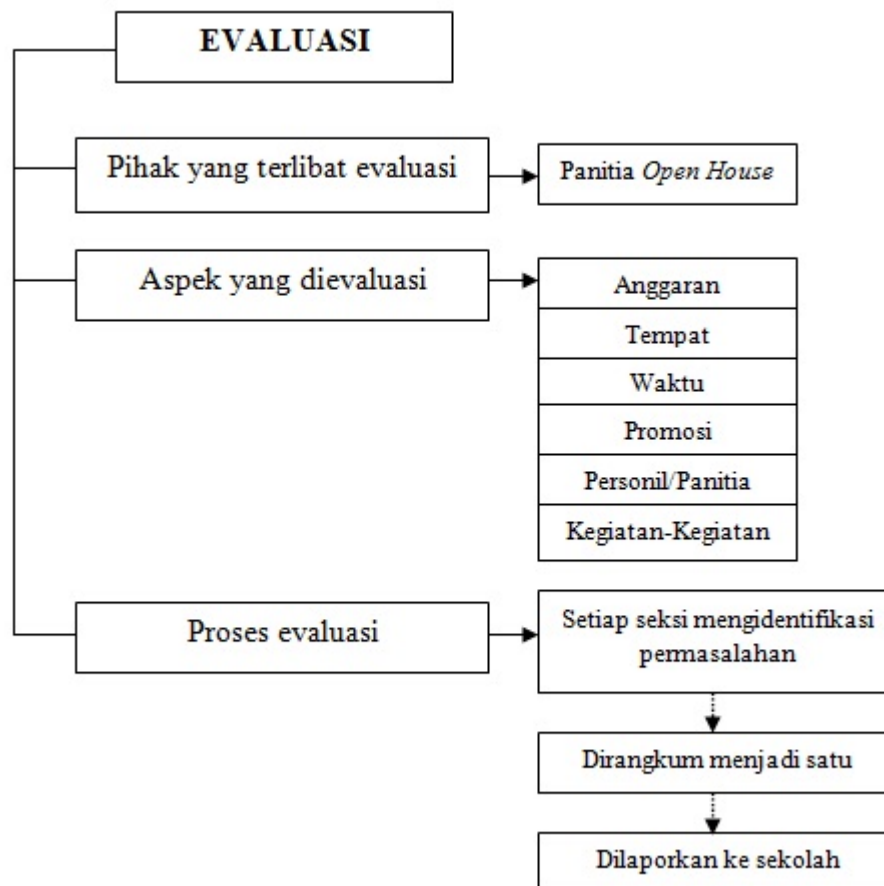 EVALUASI
Pihak yang terlibat evaluasi
Panitia Open House
Aspek yang dievaluasi
Anggaran
Tempat
Waktu
Promosi
Personil/Panitia
Kegiatan-Kegiatan
Proses evaluasi
Setiap seksi mengidentifikasi
permasalahan
Dirangkum menjadi satu
Dilaporkan ke sekolah